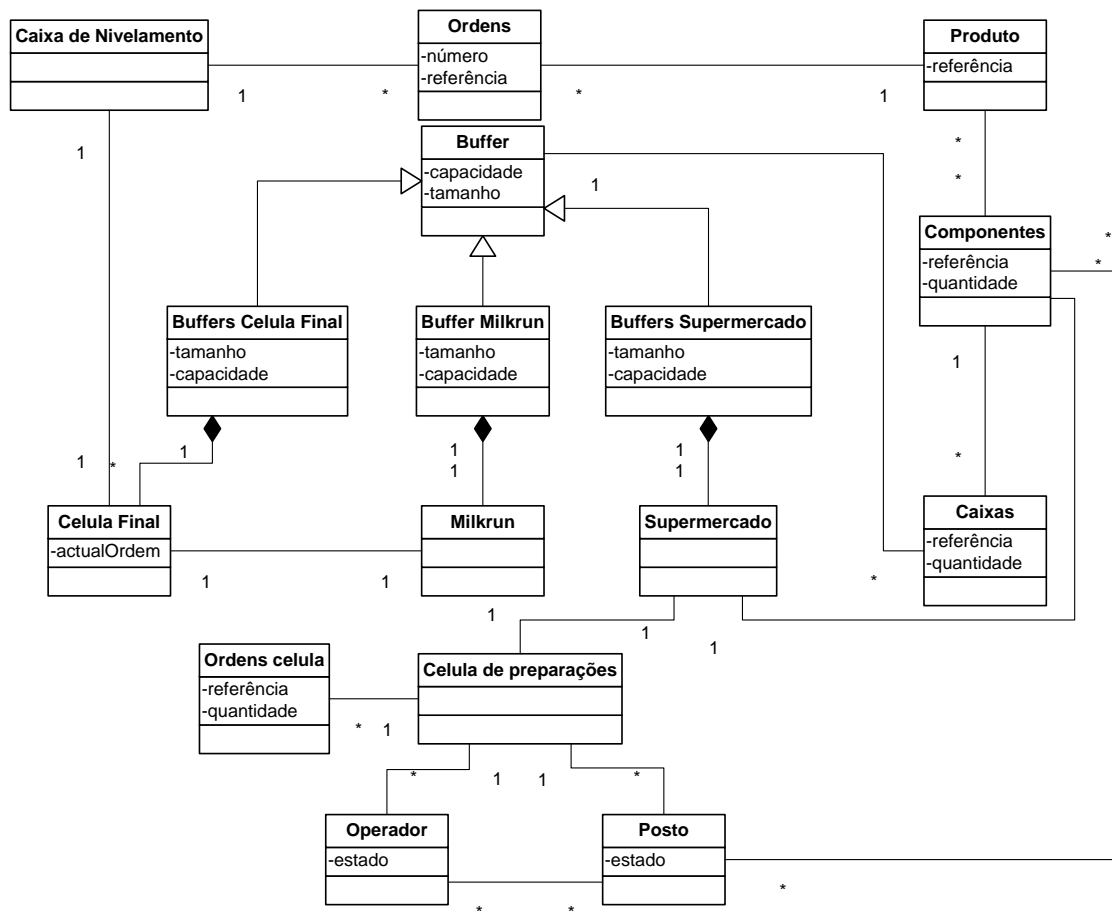 Caixa de Nivelamento
Ordens
-número
-referência
Produto
-referência
1
*
*
1
Buffer
-capacidade
-tamanho
1
1
*
*
Componentes
-referência
-quantidade
*
*
Buffers Celula Final
-tamanho
-capacidade
Buffer Milkrun
-tamanho
-capacidade
Buffers Supermercado
-tamanho
-capacidade
1
1
1
1
1
1
1
*
*
Celula Final
-actualOrdem
Milkrun
Supermercado
Caixas
-referência
-quantidade
1
1
*
1
1
1
Ordens celula
-referência
-quantidade
Celula de preparações
*
1
*
1
1
*
Operador
-estado
Posto
-estado
*
*
*